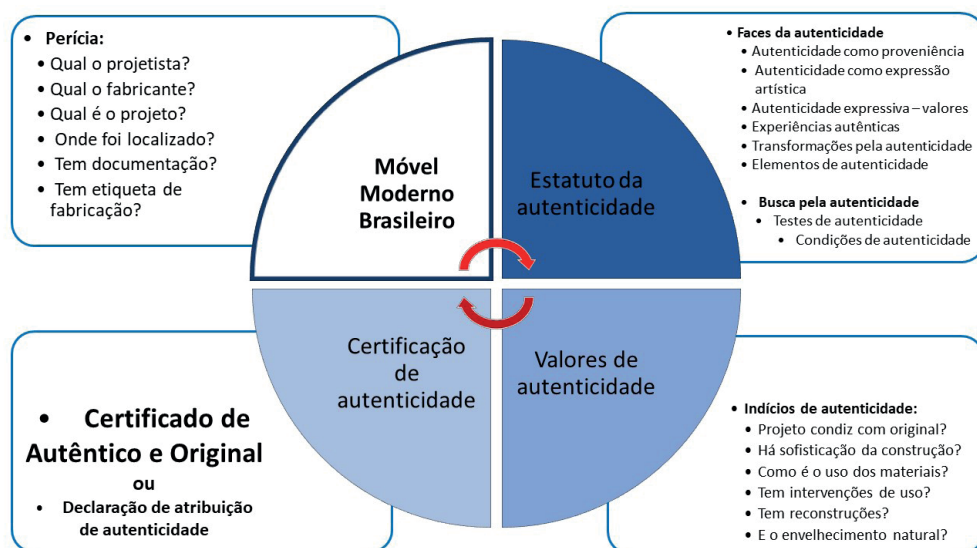 • Perícia:
• Qual o projetista?
• Qual o fabricante?
• Qual é o projeto?
• Onde foi localizado?
• Tem documentação?
• Tem etiqueta de
fabricação?
Móvel
Moderno
Brasileiro
Estatuto da
autenticidade
• Faces da autenticidade
• Autenticidade como proveniência
• Autenticidade como expressão
artística
• Autenticidade expressiva – valores
• Experiências autênticas
• Transformações pela autenticidade
• Elementos de autenticidade
• Busca pela autenticidade
• Testes de autenticidade
• Condições de autenticidade
• Certificado de
Autêntico e Original
ou
• Declaração de atribuição
de autenticidade
Certificação
de
autenticidade
Valores de
autenticidade
• Indícios de autenticidade:
• Projeto condiz com original?
• Há sofisticação da construção?
• Como é o uso dos materiais?
• Tem intervenções de uso?
• Tem reconstruções?
• E o envelhecimento natural?